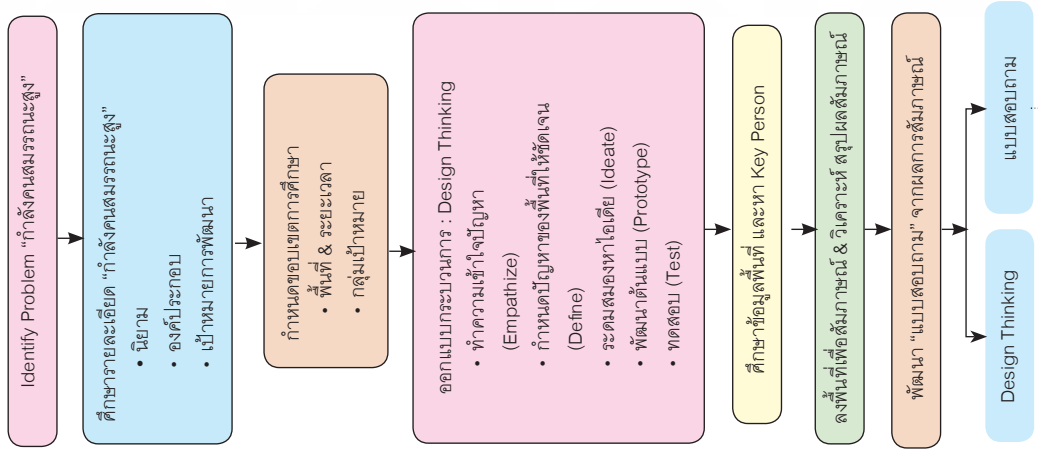 Identify Problem “กำลังคนสมรรถนะสูง”
ศึกษารายละเอียด “กำลังคนสมรรถนะสูง”
• นิยาม
• องค์ประกอบ
• เป้าหมายการพัฒนา
กำหนดขอบเขตการศึกษา
• พื้นที่ & ระยะเวลา
• กลุ่มเป้าหมาย
ออกแบบกระบวนการ : Design Thinking
• ทำความเข้าใจปัญหา
(Empathize)
• กำหนดปัญหาของพื้นที่ให้ชัดเจน
(Define)
• ระดมสมองหาไอเดีย (Ideate)
• พัฒนาต้นแบบ (Prototype)
• ทดสอบ (Test)
ศึกษาข้อมูลพื้นที่ และหา Key Person
ลงพื้นที่เพื่อสัมภาษณ์ & วิเคราะห์ สรุปผลสัมภาษณ์
พัฒนา “แบบสอบถาม” จากผลการสัมภาษณ์
Design Thinking
แบบสอบถาม